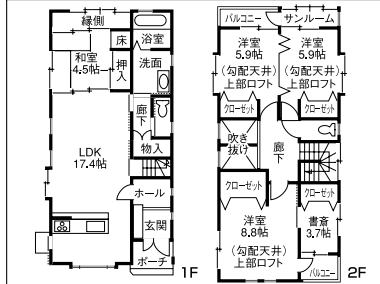 縁側
床
浴室
和室
4.5帖
押入
洗面
廊下
LDK
17.4帖
物入
ホール
玄関
ポーチ
1F
バルコニー
サンルーム
洋室
5.9帖
(勾配天井)
上部ロフト
洋室
5.9帖
(勾配天井)
上部ロフト
クローゼット
クローゼット
吹き
抜け
廊下
クローゼット
クローゼット
洋室
8.8帖
(勾配天井)
上部ロフト
書斎
3.7帖
バルコニー
2F